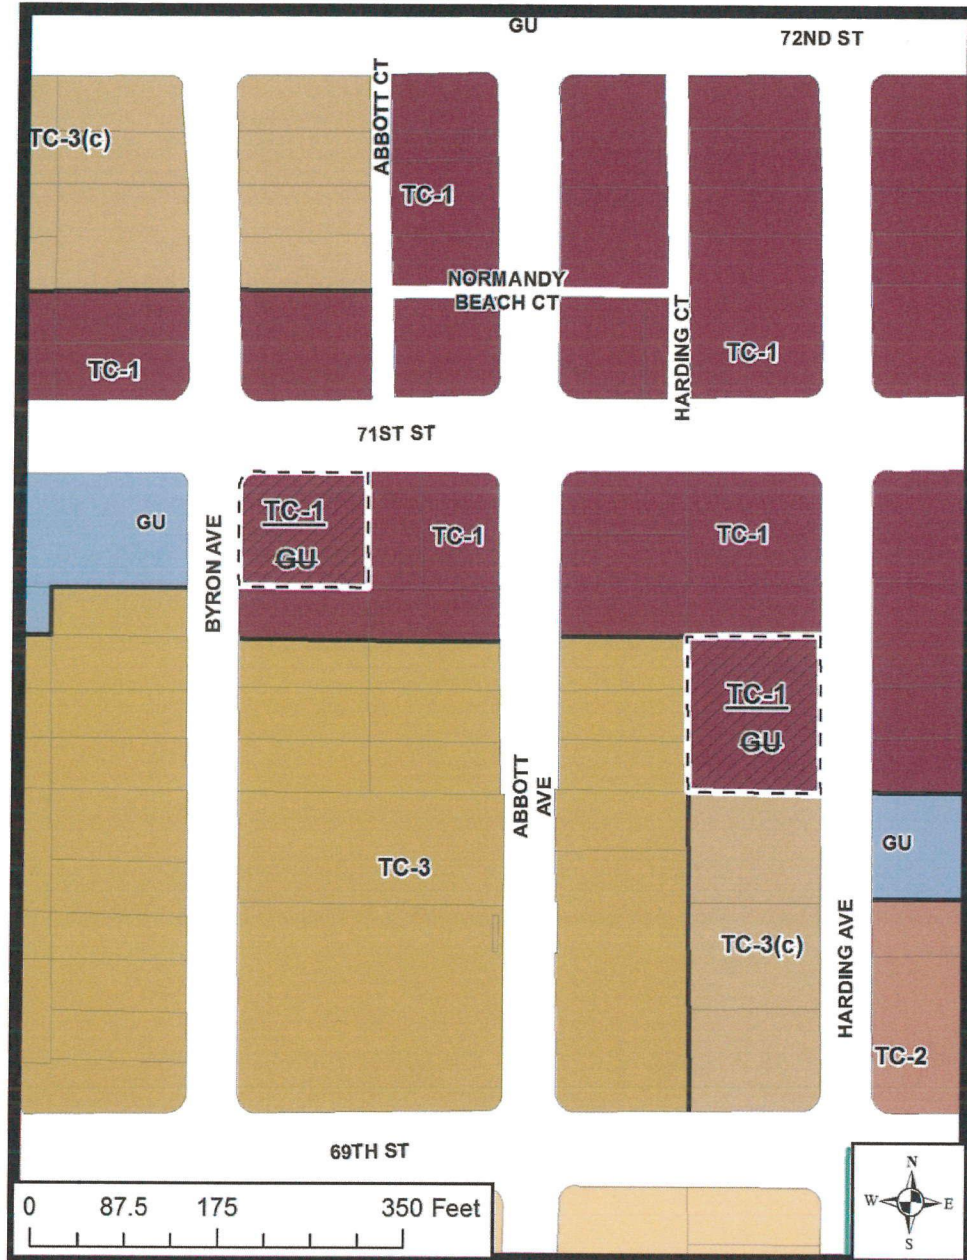 GU
72ND ST
ABBOTT CT
TC-3(c)
TC-1
NORMANDY
BEACH CT
HARDING CT
TC-1
TC-1
71ST ST
GU
BYRON AVE
TC-1
GU
TC-1
TC-1
TC-1
GU
ABBOTT
AVE
TC-3
GU
TC-3(c)
HARDING AVE
TC-2
69TH ST
0 87.5 175 350 Feet
N
W E
S